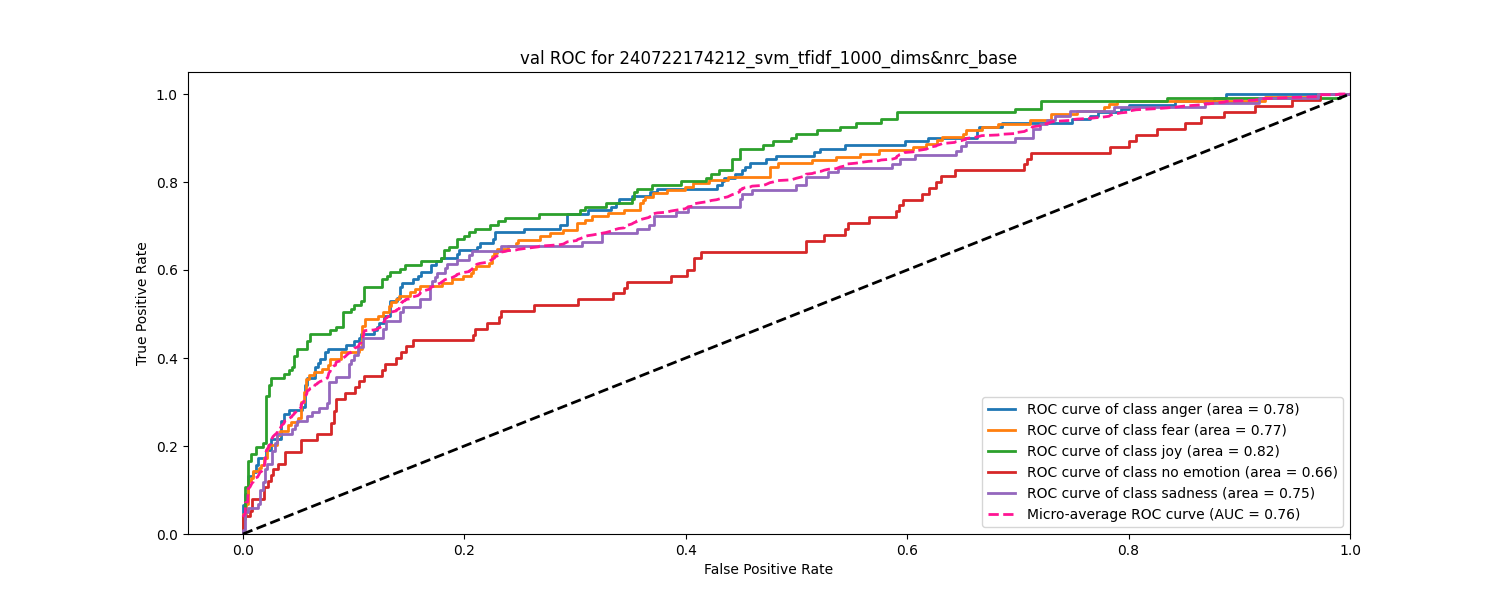 val ROC for 240722174212_svm_tfidf_1000_dims&nrc_base
True Positive Rate
1.0
0.8
0.6
0.4
0.2
0.0
ROC curve of class anger (area = 0.78)
ROC curve of class fear (area = 0.77)
ROC curve of class joy (area = 0.82)
ROC curve of class no emotion (area = 0.66)
ROC curve of class sadness (area = 0.75)
Micro-average ROC curve (AUC = 0.76)
0.0 0.2 0.4 0.6 0.8 1.0
False Positive Rate